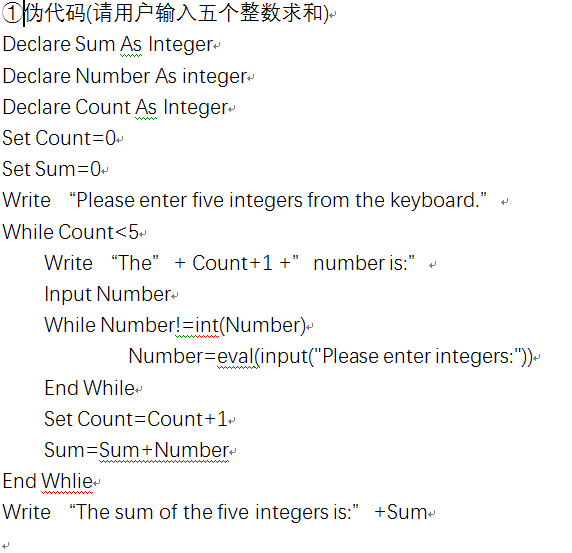 ①伪代码(请用户输入五个整数求和)
Declare Sum As Integer
Declare Number As integer
Declare Count As Integer
Set Count=0
Set Sum=0
Write “Please enter five integers from the keyboard.”
While Count<5
Write “The” + Count+1 +” number is:”
Input Number
While Number!=int(Number)
Number=eval(input("Please enter integers:"))
End While
Set Count=Count+1
Sum=Sum+Number
End Whlie
Write “The sum of the five integers is:” +Sum